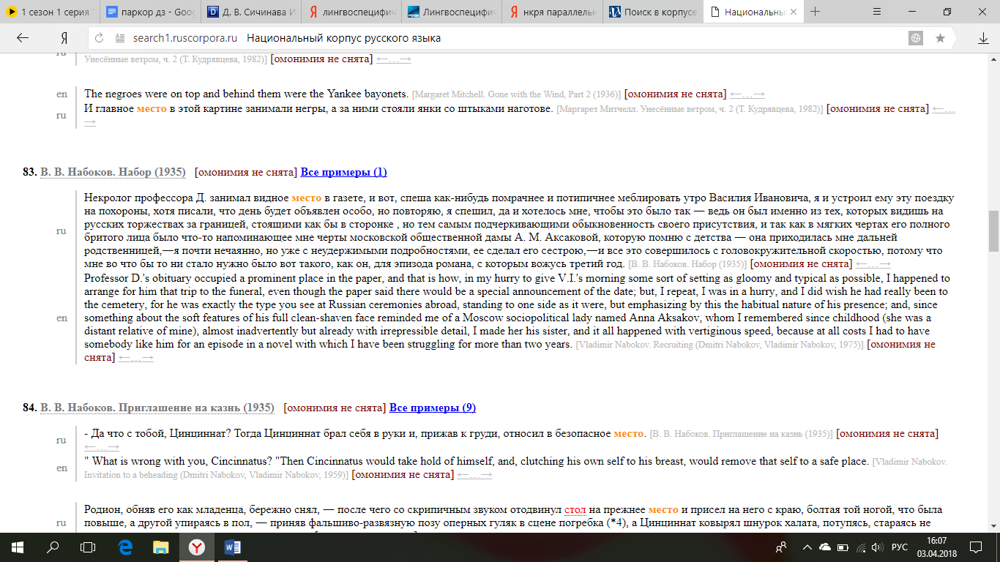 1 сезон 1 серия
паркор дз - Goo
Д. В. Сичинава И
лингвоспецифич
Лингвоспецифич
нкря параллельн
Поиск в корпусе
Национальны
search1.ruscorpora.ru Национальный корпус русского языка
ru
Унесённые ветром, ч. 2 (Т. Кудрявцева, 1982)] [омонимия не снята] ←…→
en
The negroes were on top and behind them were the Yankee bayonets. [Margaret Mitchell. Gone with the Wind, Part 2 (1936)] [омонимия не снята] ←…→
ru
И главное место в этой картине занимали негры, а за ними стояли янки со штыками наготове. [Маргарет Митчелл. Унесённые ветром, ч. 2 (Т. Кудрявцева, 1982)] [омонимия не снята] ←…
→
83. В. В. Набоков. Набор (1935) [омонимия не снята] Все примеры (1)
ru
Некролог профессора Д. занимал видное место в газете, и вот, спеша как-нибудь помрачнее и потипичнее меблировать утро Василия Ивановича, я и устроил ему эту поездку
на похороны, хотя писали, что день будет объявлен особо, но повторяю, я спешил, да и хотелось мне, чтобы это было так — ведь он был именно из тех, которых видишь на
русских торжествах за границей, стоящими как бы в сторонке , но тем самым подчеркивающими обыкновенность своего присутствия, и так как в мягких чертах его полного
бритого лица было что-то напоминающее мне черты московской общественной дамы А. М. Аксаковой, которую помню с детства — она приходилась мне дальней
родственницей,—я почти нечаянно, но уже с неудержимыми подробностями, ее сделал его сестрою,—и все это совершилось с головокружительной скоростью, потому что
мне во что бы то ни стало нужно было вот такого, как он, для эпизода романа, с которым вожусь третий год. [В. В. Набоков. Набор (1935)] [омонимия не снята] ←…→
en
Professor D.'s obituary occupied a prominent place in the paper, and that is how, in my hurry to give V.I.'s morning some sort of setting as gloomy and typical as possible, I happened to
arrange for him that trip to the funeral, even though the paper said there would be a special announcement of the date; but, I repeat, I was in a hurry, and I did wish he had really been to
the cemetery, for he was exactly the type you see at Russian ceremonies abroad, standing to one side as it were, but emphasizing by this the habitual nature of his presence; and, since
something about the soft features of his full clean-shaven face reminded me of a Moscow sociopolitical lady named Anna Aksakov, whom I remembered since childhood (she was a
distant relative of mine), almost inadvertently but already with irrepressible detail, I made her his sister, and it all happened with vertiginous speed, because at all costs I had to have
somebody like him for an episode in a novel with which I have been struggling for more than two years. [Vladimir Nabokov. Recruiting (Dmitri Nabokov, Vladimir Nabokov, 1975)] [омонимия не
снята] ←…→
84. В. В. Набоков. Приглашение на казнь (1935) [омонимия не снята] Все примеры (9)
ru
- Да что с тобой, Цинциннат? Тогда Цинциннат брал себя в руки и, прижав к груди, относил в безопасное место. [В. В. Набоков. Приглашение на казнь (1935)] [омонимия не снята]
←…→
en
" What is wrong with you, Cincinnatus? "Then Cincinnatus would take hold of himself, and, clutching his own self to his breast, would remove that self to a safe place. [Vladimir Nabokov.
Invitation to a beheading (Dmitri Nabokov, Vladimir Nabokov, 1959)] [омонимия не снята] ←…→
ru
Родион, обняв его как младенца, бережно снял, — после чего со скрипичным звуком отодвинул стол на прежнее место и присел на него с краю, болтая той ногой, что была
повыше, а другой упираясь в пол, — приняв фальшиво-развязную позу оперных гуляк в сцене погребка (*4), а Цинциннат ковырял шнурок халата, потупясь, стараясь не
РУС
16:07
03.04.2018